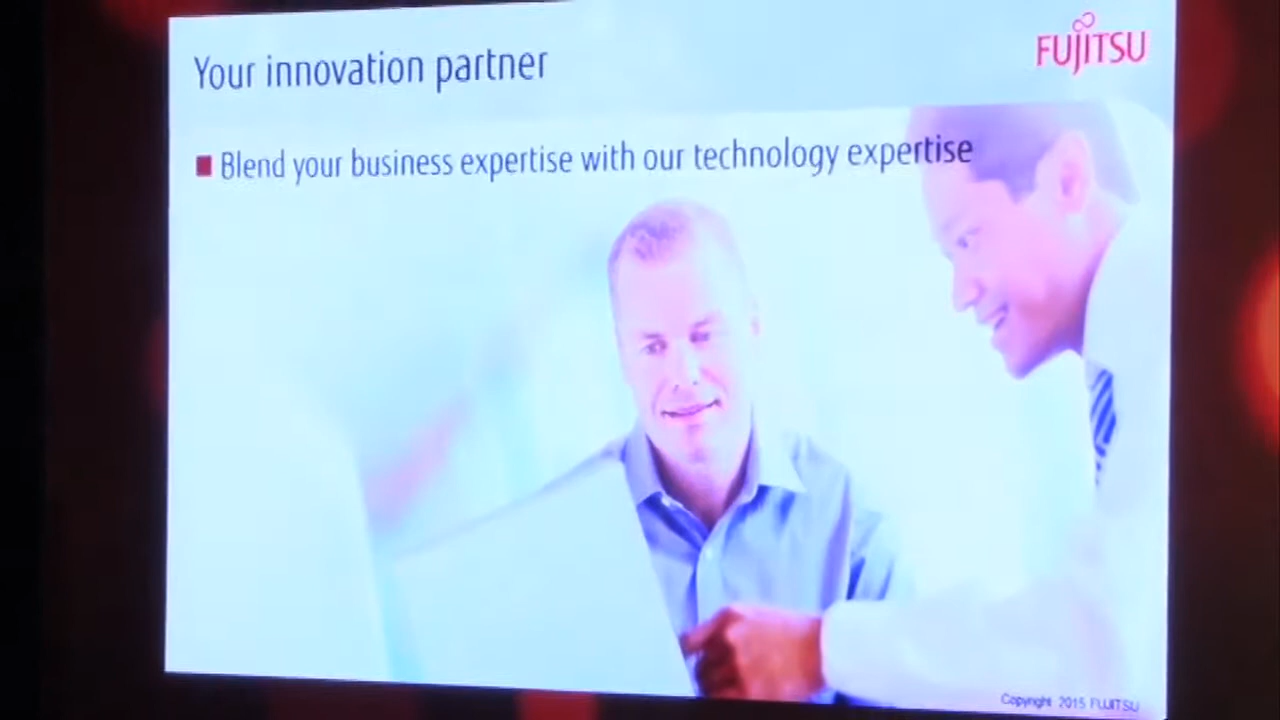 Your innovation partner
FUJITSU
Blend your business expertise with our technology expertise
Copyright 2015 FUJITSU